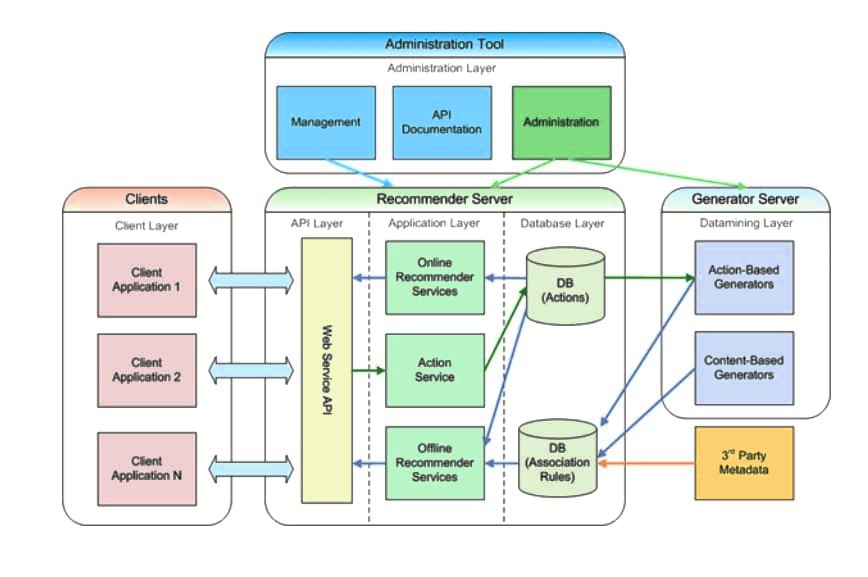 Administration Tool
Administration Layer
Management
API
Documentation
Administration
Clients
Client Layer
Client
Application 1
Client
Application 2
Client
Application N
Recommender Server
API Layer
Application Layer
Database Layer
Web Service API
Online
Recommender
Services
Action
Service
Offline
Recommender
Services
DB
(Actions)
DB
(Association
Rules)
Generator Server
Datamining Layer
Action-Based
Generators
Content-Based
Generators
3rd Party
Metadata